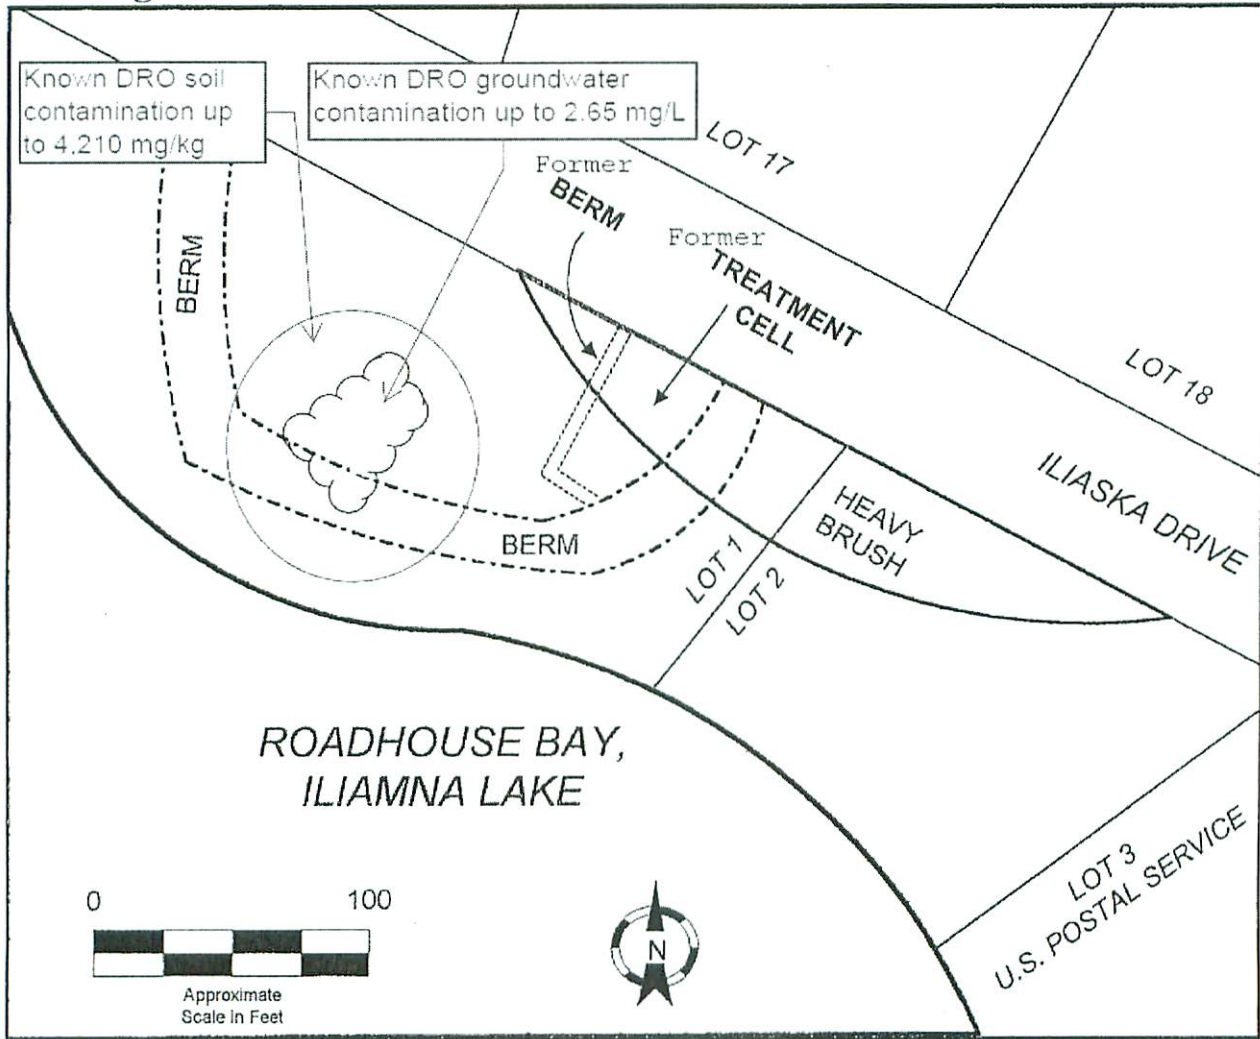 Known DRO soil
contamination up
to 4,210 mg/kg
Known DRO groundwater
contamination up to 2.65 mg/L
LOT 17
Former
BERM
Former
TREATMENT
CELL
BERM
LOT 18
ILIASKA DRIVE
HEAVY
BRUSH
BERM
LOT 1
LOT 2
ROADHOUSE BAY,
ILIAMNA LAKE
LOT 3
U.S. POSTAL SERVICE
0 100
Approximate
Scale in Feet
N